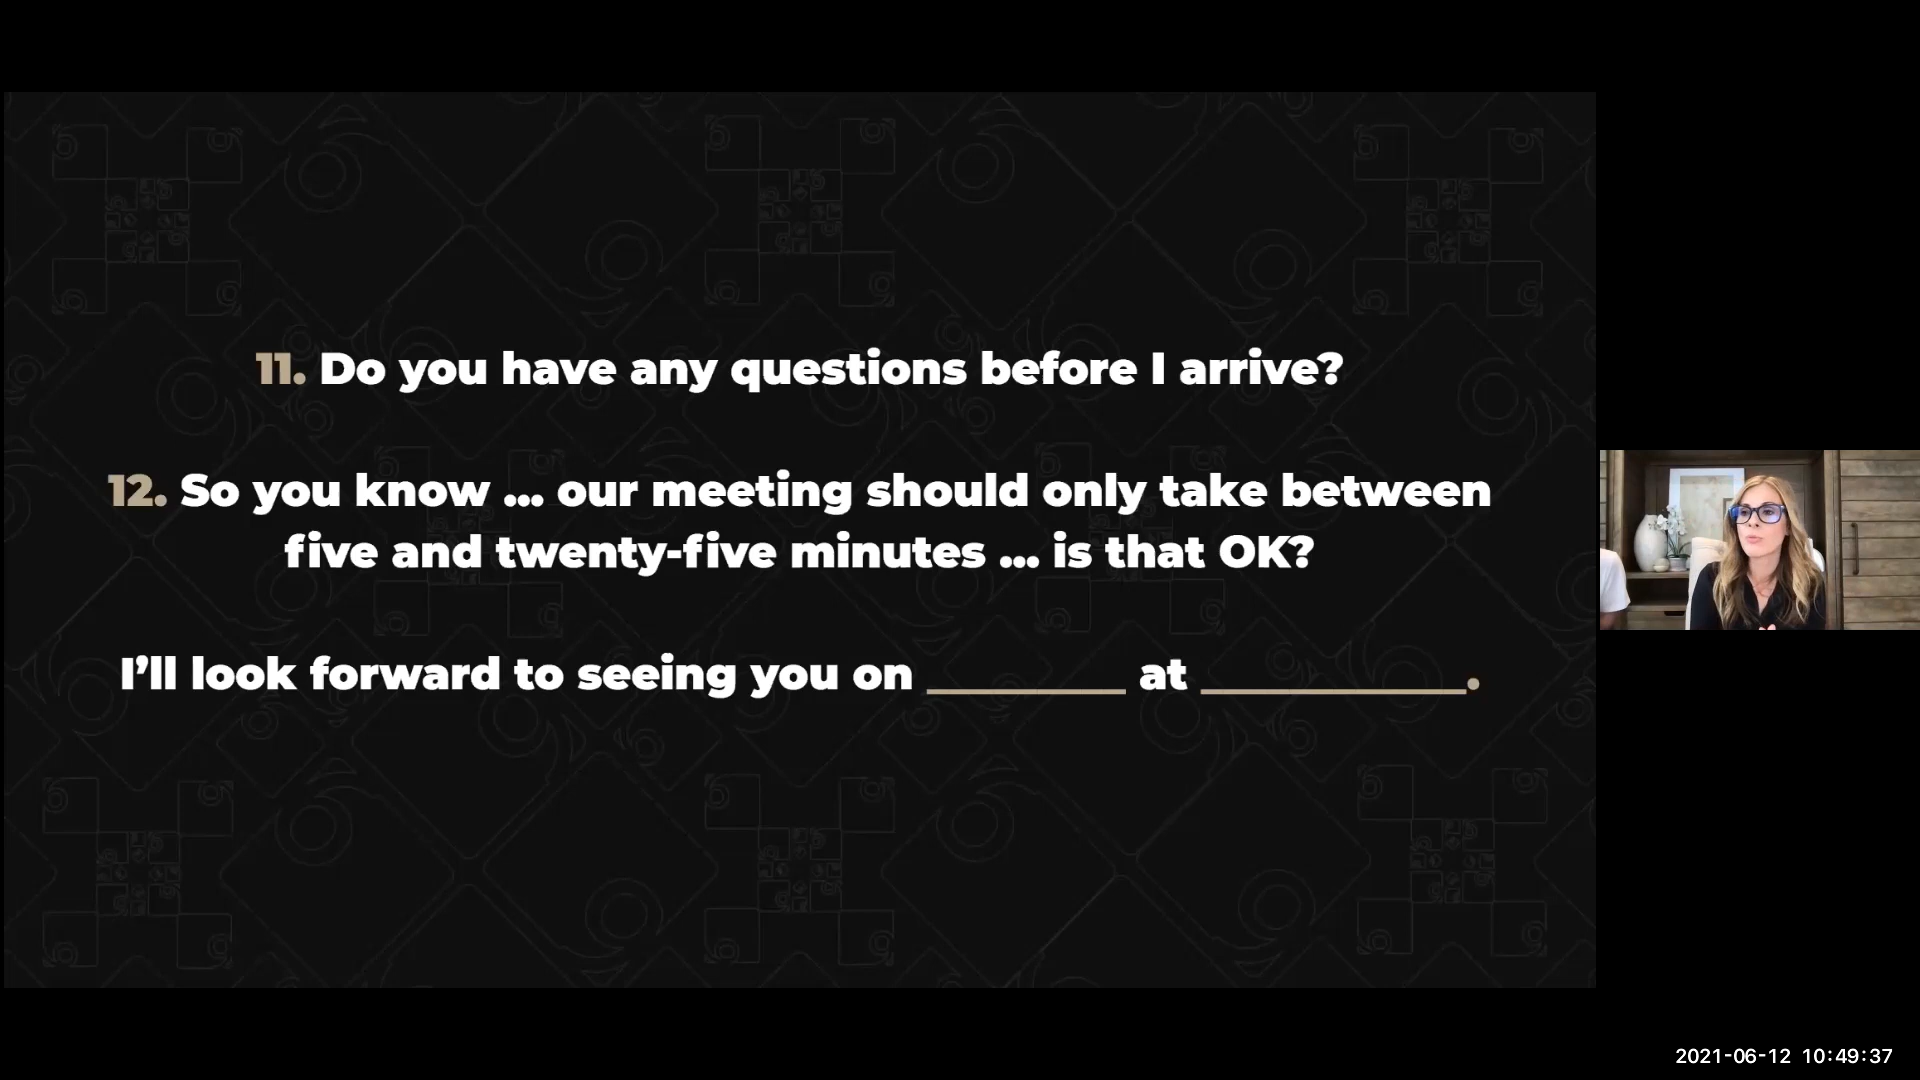 11. Do you have any questions before I arrive?
12. So you know ... our meeting should only take between
five and twenty-five minutes ... is that OK?
I’ll look forward to seeing you on ________ at ___________.
2021-06-12 10:49:37